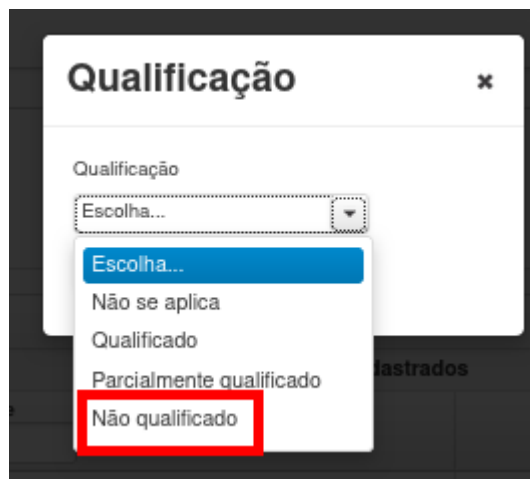 Qualificação
Qualificação
Escolha...
Escolha...
Não se aplica
Qualificado
Parcialmente qualificado
dastrados
Não qualificado